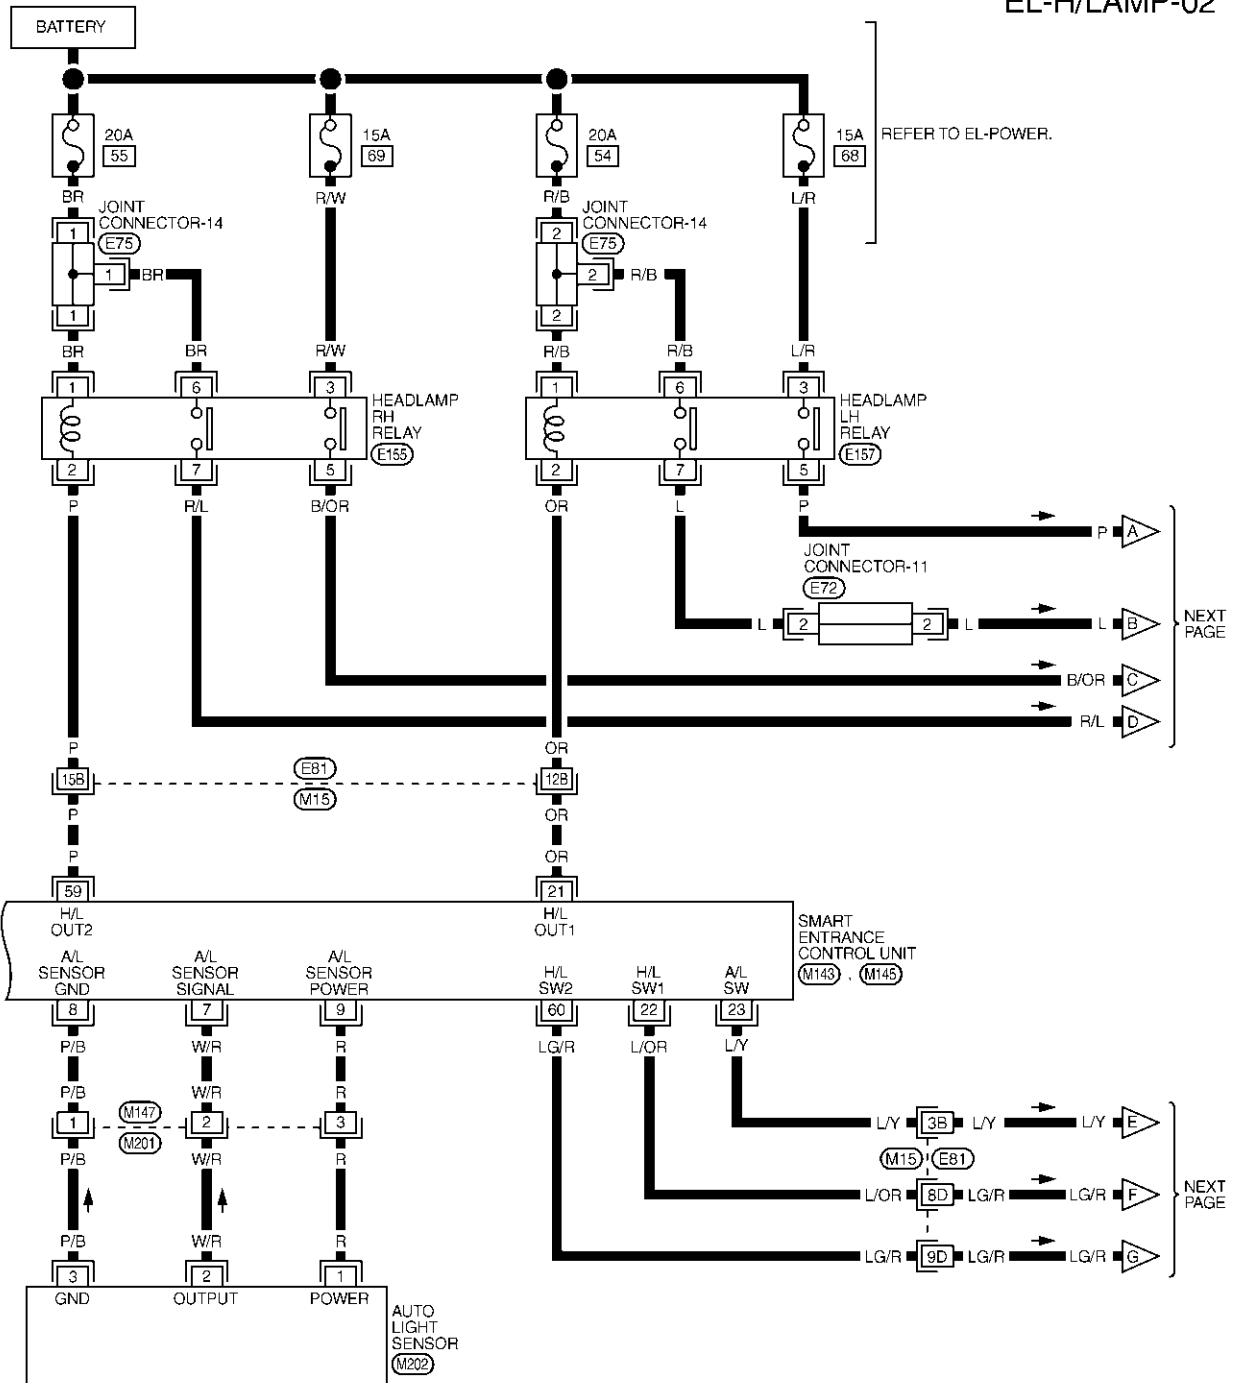 EL-H/LAMP-02
BATTERY
20A
55
15A
69
20A
54
15A
68
REFER TO EL-POWER.
BR
R/W
R/B
L/R
JOINT
CONNECTOR-14
E75
1
1
BR
1
JOINT
CONNECTOR-14
E75
2
2
R/B
2
BR
BR
R/W
R/B
R/B
L/R
1
6
3
HEADLAMP
RH
RELAY
E155
1
6
3
HEADLAMP
LH
RELAY
E157
2
7
5
2
7
5
P
R/L
B/OR
OR
L
P
P
A
JOINT
CONNECTOR-11
E72
L
2
2
L
L
B
NEXT
PAGE
B/OR
C
R/L
D
P
OR
15B
E81
M15
12B
P
OR
P
OR
59
21
H/L
OUT2
H/L
OUT1
SMART
ENTRANCE
CONTROL UNIT
M143 , M145
A/L
SENSOR
GND
A/L
SENSOR
SIGNAL
A/L
SENSOR
POWER
H/L
SW2
H/L
SW1
A/L
SW
8
7
9
60
22
23
P/B
W/R
R
LG/R
L/OR
L/Y
P/B
W/R
R
1
M147
M201
2
3
L/Y
3B
L/Y
L/Y
E
P/B
W/R
R
M15
E81
L/OR
8D
LG/R
LG/R
F
NEXT
PAGE
P/B
W/R
R
LG/R
9D
LG/R
LG/R
G
3
2
1
GND
OUTPUT
POWER
AUTO
LIGHT
SENSOR
M202